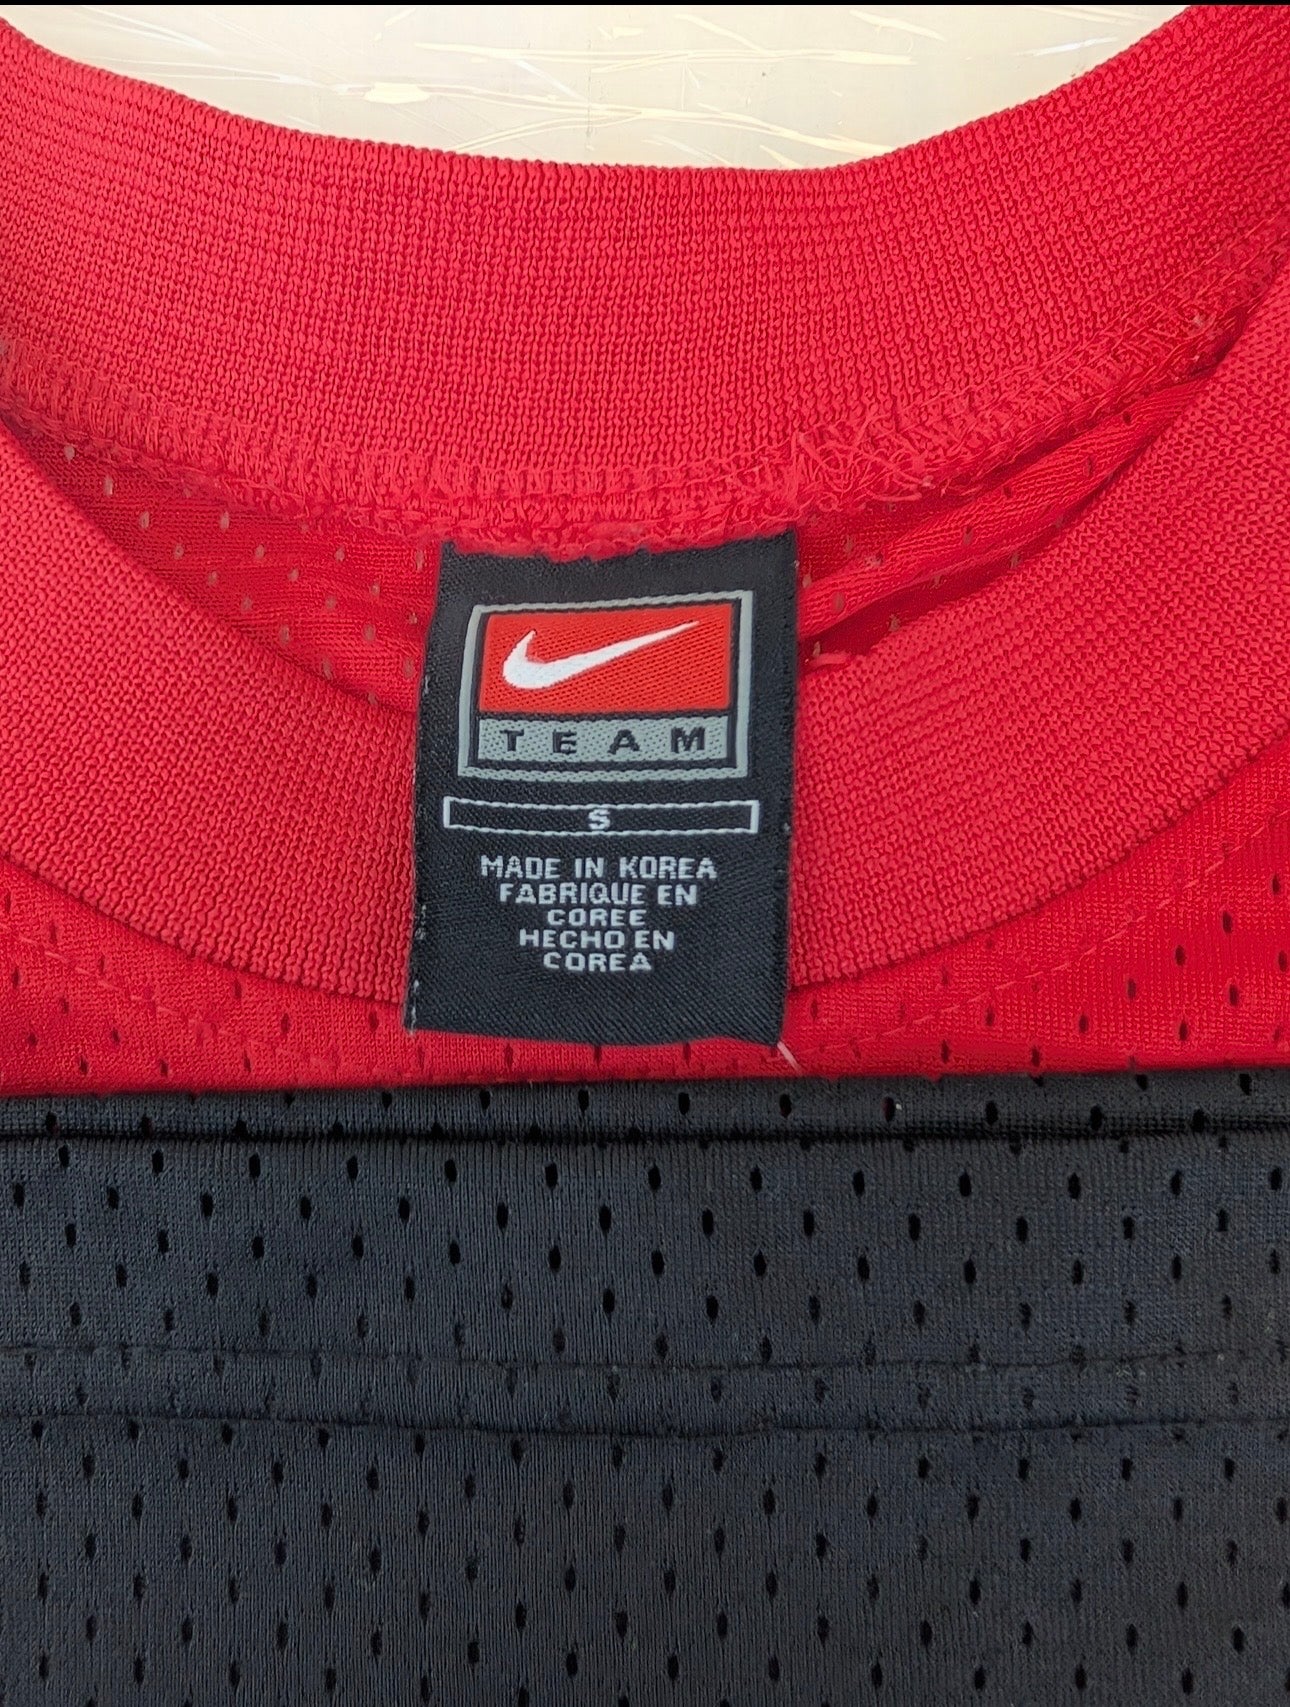 TEAM
S
MADE IN KOREA
FABRIQUE EN
COREE
HECHO EN
COREA